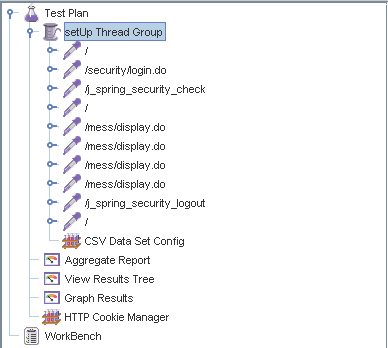 Test Plan
setUp Thread Group
/
/security/login.do
/j_spring_security_check
/
/mess/display.do
/mess/display.do
/mess/display.do
/mess/display.do
/j_spring_security_logout
/
CSV Data Set Config
Aggregate Report
View Results Tree
Graph Results
HTTP Cookie Manager
WorkBench